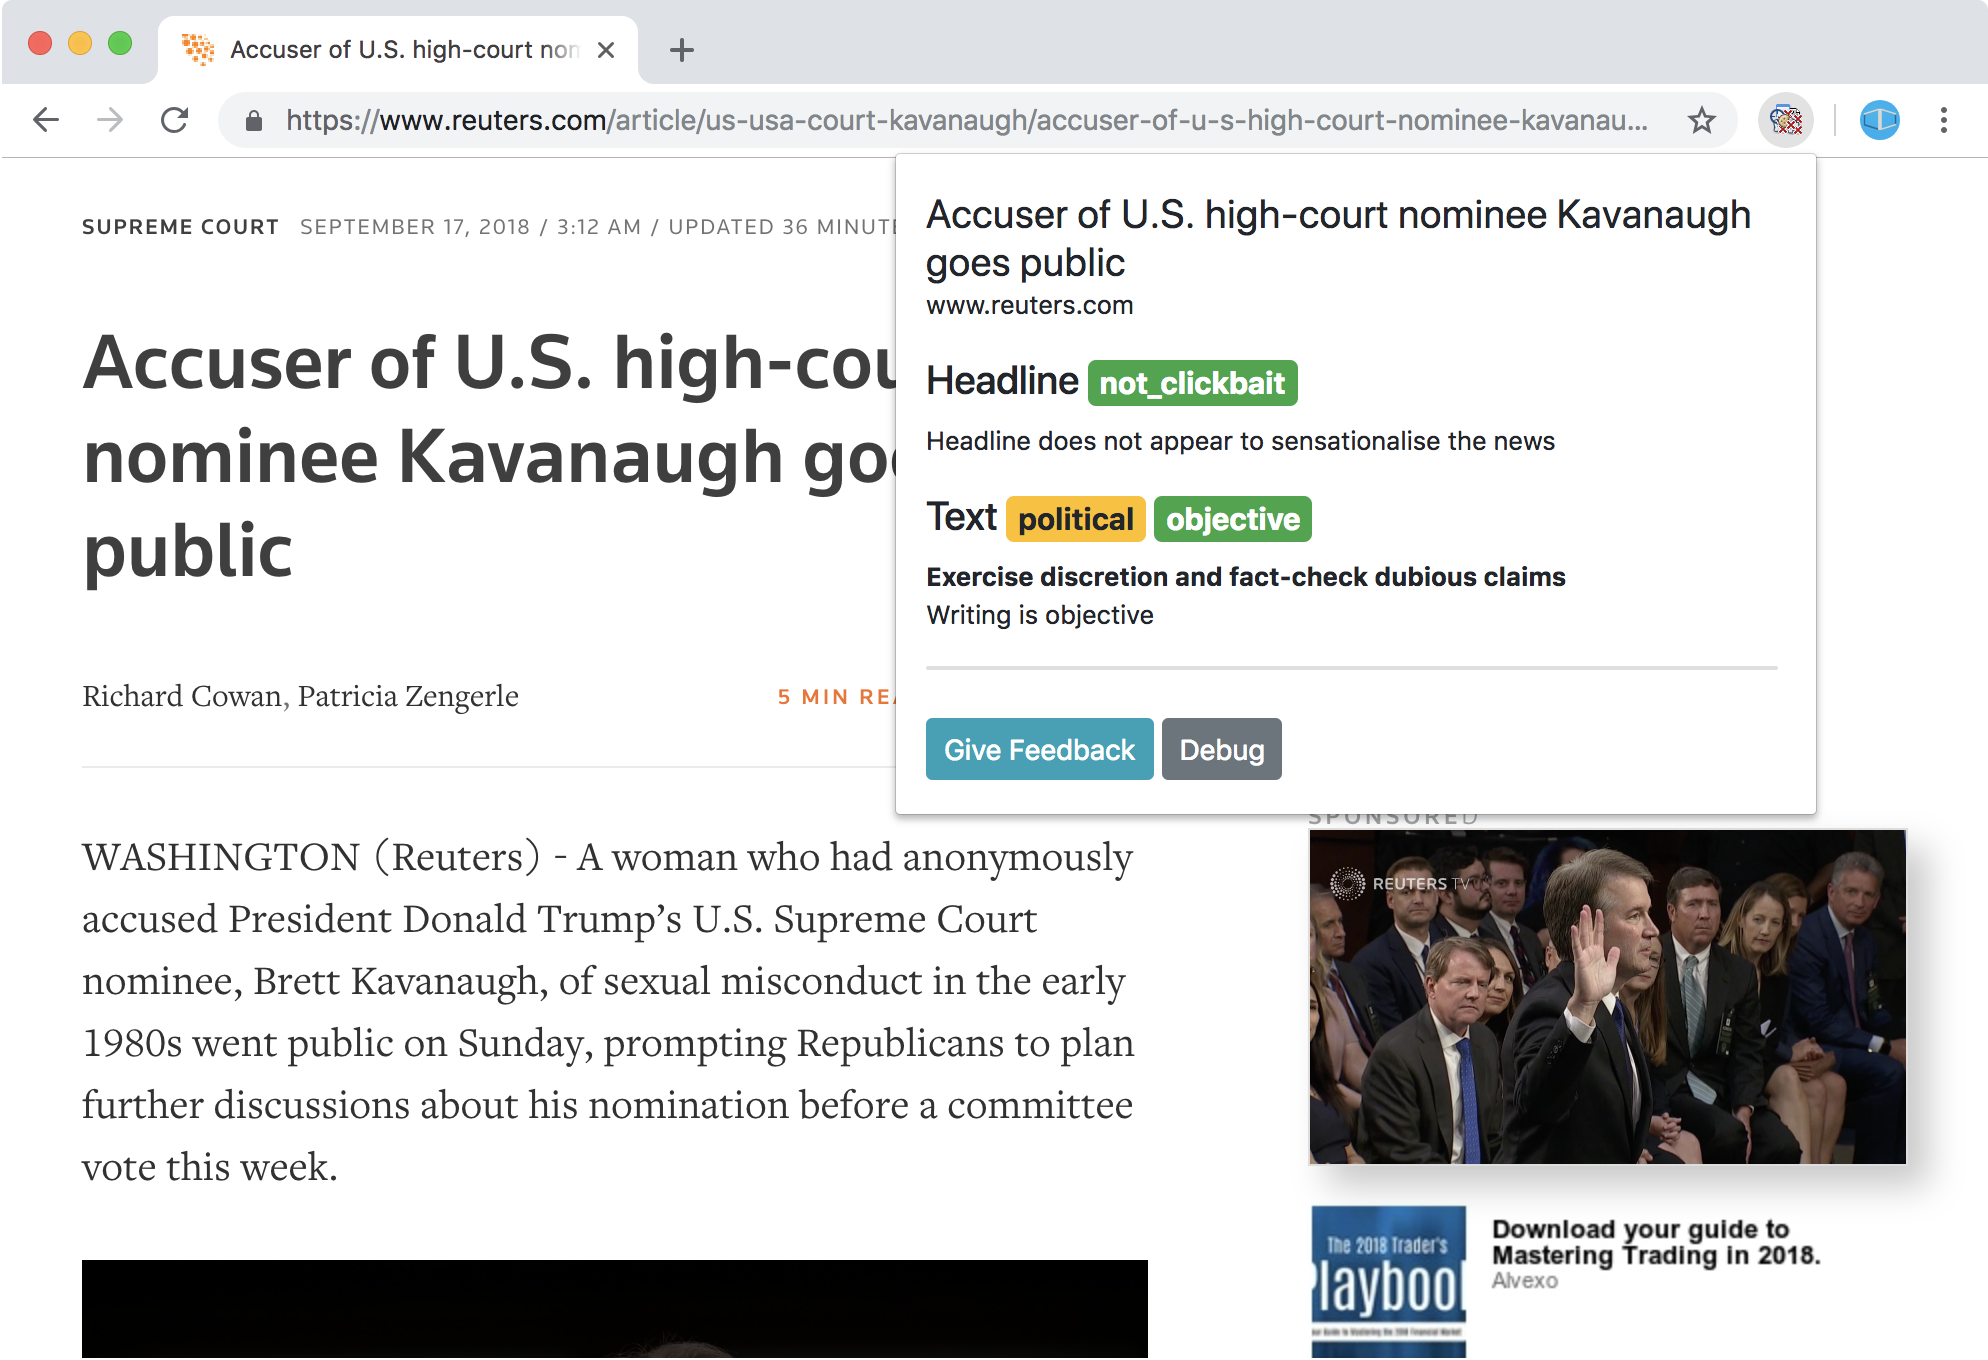 Accuser of U.S. high-court nom
https://www.reuters.com/article/us-usa-court-kavanaugh/accuser-of-u-s-high-court-nominee-kavanau...
SUPREME COURT SEPTEMBER 17, 2018 / 3:12 AM / UPDATED 36 MINUTE
Accuser of U.S. high-cou
nominee Kavanaugh goe
public
Richard Cowan, Patricia Zengerle
5 MIN REA
Accuser of U.S. high-court nominee Kavanaugh
goes public
www.reuters.com
Headline not_clickbait
Headline does not appear to sensationalise the news
Text political objective
Exercise discretion and fact-check dubious claims
Writing is objective
Give Feedback Debug
WASHINGTON (Reuters) - A woman who had anonymously
accused President Donald Trump’s U.S. Supreme Court
nominee, Brett Kavanaugh, of sexual misconduct in the early
1980s went public on Sunday, prompting Republicans to plan
further discussions about his nomination before a committee
vote this week.
SPONSORED
REUTERS TV
The 2018 Trader's
Playbook
Download your guide to
Mastering Trading in 2018.
Alvexo